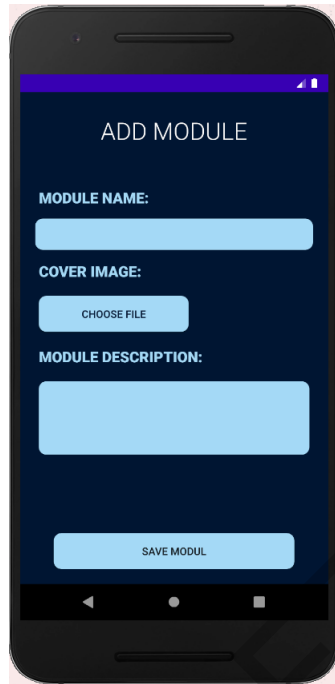 ADD MODULE
MODULE NAME:
COVER IMAGE:
CHOOSE FILE
MODULE DESCRIPTION:
SAVE MODUL